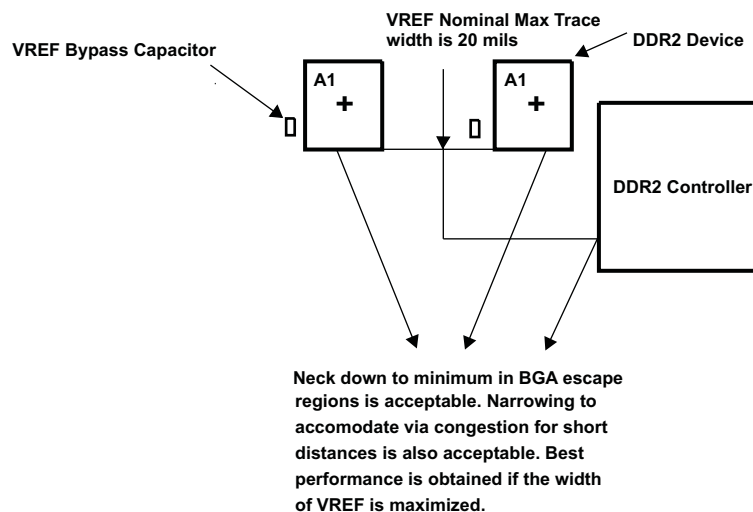 VREF Nominal Max Trace
width is 20 mils
VREF Bypass Capacitor
DDR2 Device
A1
A1
DDR2 Controller
Neck down to minimum in BGA escape
regions is acceptable. Narrowing to
accomodate via congestion for short
distances is also acceptable. Best
performance is obtained if the width
of VREF is maximized.